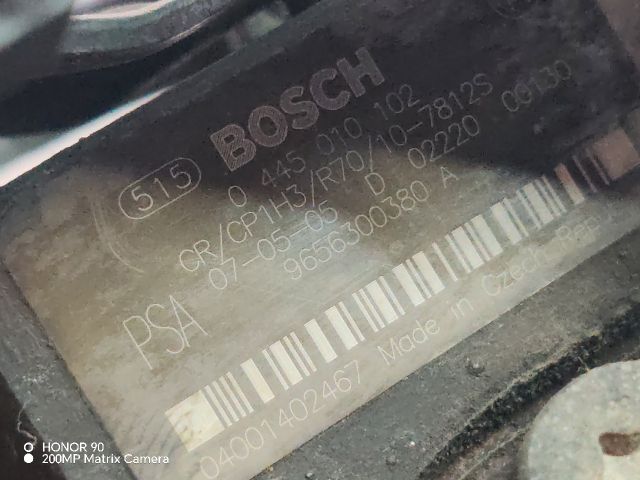 515 BOSCH
0 445 010 102
CR/CP1H3/R70/10-7812S
07-05-05 D 02220 00130
PSA 9656300380 A
04001402467 Made in Czech Rep
HONOR 90
200MP Matrix Camera